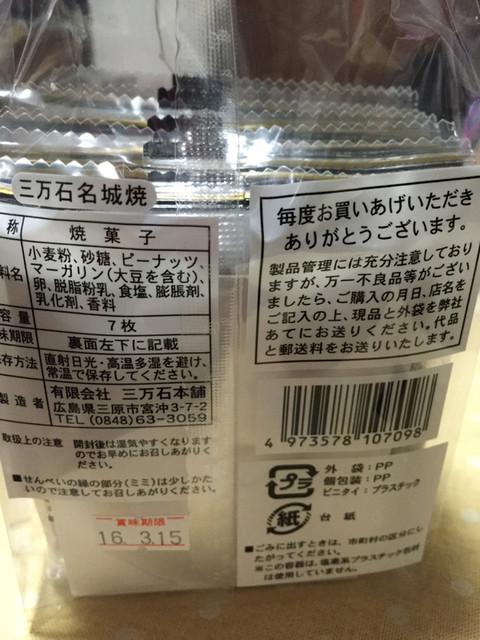 三万石名城焼
称 焼菓子
料名 小麦粉、砂糖、ピーナッツ、
マーガリン(大豆を含む)、
卵、脱脂粉乳、食塩、膨脹剤、
乳化剤、香料
容量 7枚
味期限 裏面左下に記載
存方法 直射日光・高温多湿を避け、
常温で保存してください。
製造者 有限会社 三万石本舗
広島県三原市宮沖3-7-2
TEL(0848)63-3059
取扱上の注意 開封後は湿気やすくなります
のでお早めにお召しあがりく
ださい。
■せんべいの縁の部分(ミミ)は少しかた
いので注意してお召しあがりください。
賞味期限
16. 3.15
毎度お買いあげいただき
ありがとうございます。
製品管理には充分注意しており
ますが、万一不良品等がござい
ましたら、ご購入の月日、店名を
ご記入の上、現品と外袋を弊社
あてにお送りください。代品
と郵送料をお送りいたします。
4 973578 107098
プラ
外袋:PP
個包装:PP
ビニタイ:プラスチック
紙 台紙
■ごみに出すときは、市町村の区分にし
たがってください。
※この容器は、塩素系プラスチック包材
は使用していません。